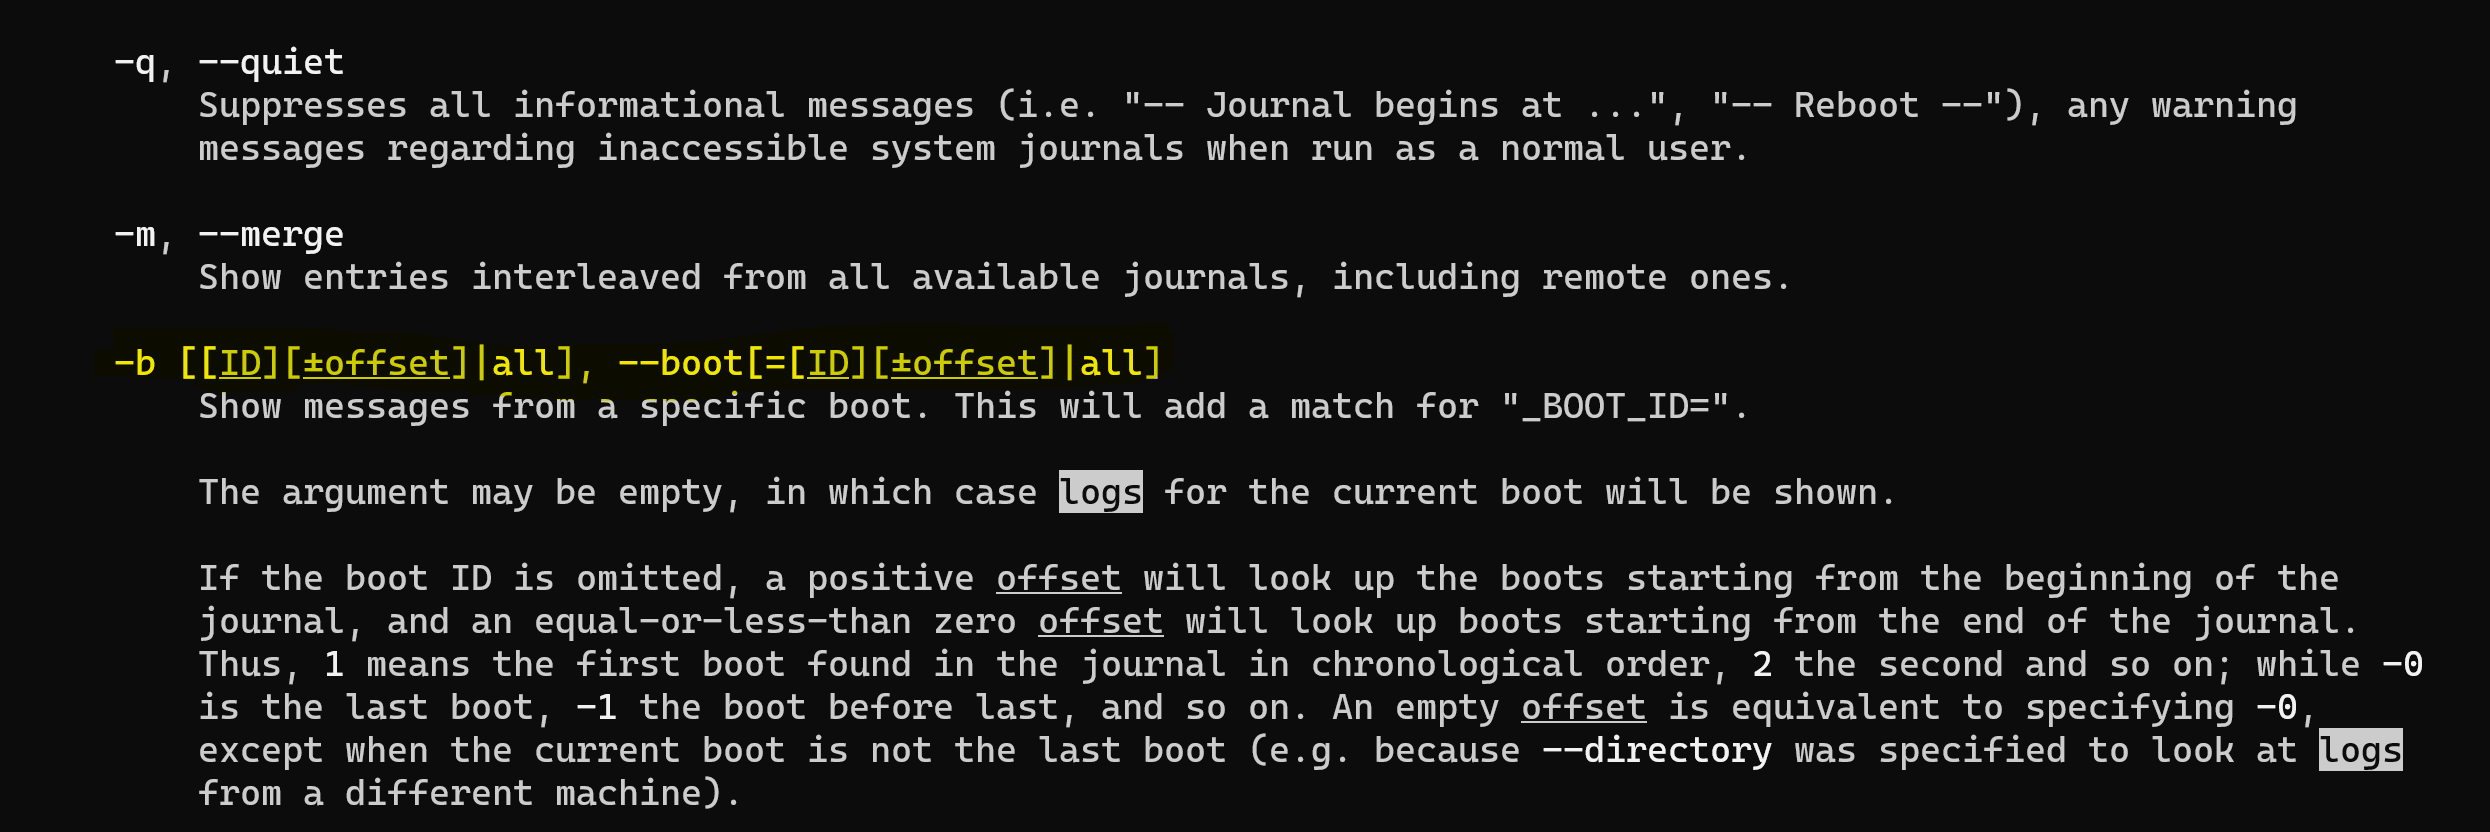 -q, --quiet
Suppresses all informational messages (i.e. "-- Journal begins at ...", "-- Reboot --"), any warning
messages regarding inaccessible system journals when run as a normal user.
-m, --merge
Show entries interleaved from all available journals, including remote ones.
-b [[ID][±offset]|all], --boot[=[ID][±offset]|all]
Show messages from a specific boot. This will add a match for "_BOOT_ID=".
The argument may be empty, in which case logs for the current boot will be shown.
If the boot ID is omitted, a positive offset will look up the boots starting from the beginning of the
journal, and an equal-or-less-than zero offset will look up boots starting from the end of the journal.
Thus, 1 means the first boot found in the journal in chronological order, 2 the second and so on; while -0
is the last boot, -1 the boot before last, and so on. An empty offset is equivalent to specifying -0,
except when the current boot is not the last boot (e.g. because --directory was specified to look at logs
from a different machine).